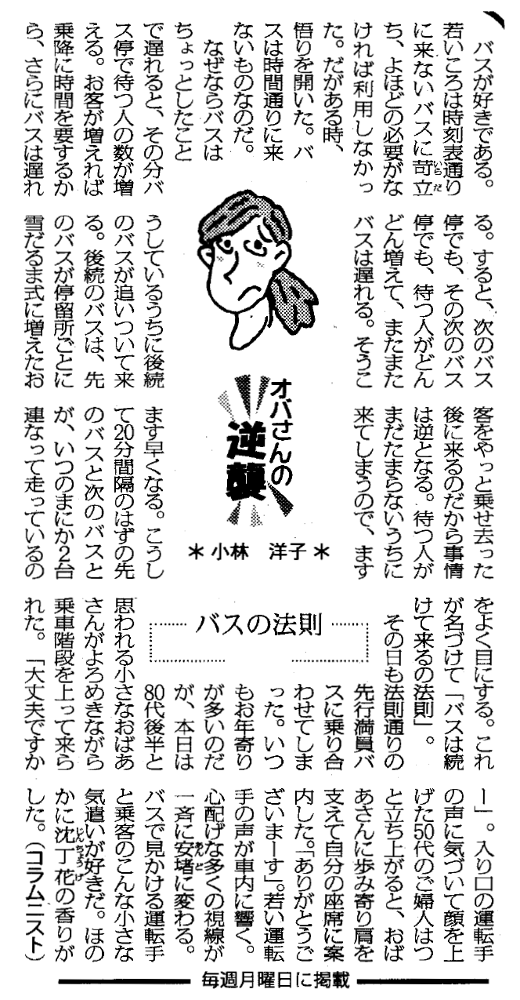 オバさんの
逆襲
＊小林　洋子＊
バスの法則
バスが好きである。
若いころは時刻表通り
に来ないバスに苛立
いらだ
ち、よほどの必要がな
ければ利用しなかっ
た。だがある時、
悟りを開いた。バ
スは時間通りに来
ないものなのだ。
なぜならバスは
ちょっとしたこと
で遅れると、その分バ
ス停で待つ人の数が増
える。お客が増えれば
乗降に時間を要するか
ら、さらにバスは遅れ
る。すると、次のバス
停でも、その次のバス
停でも、待つ人がどん
どん増えて、またまた
バスは遅れる。そうこ
うしているうちに後続
のバスが追いついて来
る。後続のバスは、先
のバスが停留所ごとに
雪だるま式に増えたお
客をやっと乗せ去った
後に来るのだから事情
は逆となる。待つ人が
まだたまらないうちに
来てしまうので、ます
ます早くなる。こうし
て20分間隔のはずの先
のバスと次のバスと
が、いつのまにか2台
連なって走っているの
をよく目にする。これ
が名づけて「バスは続
けて来るの法則」。
その日も法則通りの
先行満員バ
スに乗り合
わせてしま
った。いつ
もお年寄り
が多いのだ
が、本日は
80代後半と
思われる小さなおばあ
さんがよろめきながら
乗車階段を上って来ら
れた。「大丈夫ですか
ー」。入り口の運転手
の声に気づいて顔を上
げた50代のご婦人はつ
と立ち上がると、おば
あさんに歩み寄り肩を
支えて自分の座席に案
内した。「ありがとうご
ざいまーす」。若い運転
手の声が車内に響く。
心配げな多くの視線が
一斉に安堵に変わる。
あんど
バスで見かける運転手
と乗客のこんな小さな
気遣いが好きだ。ほの
かに沈丁花の香りが
じんちょうげ
した。（コラムニスト）
毎週月曜日に掲載